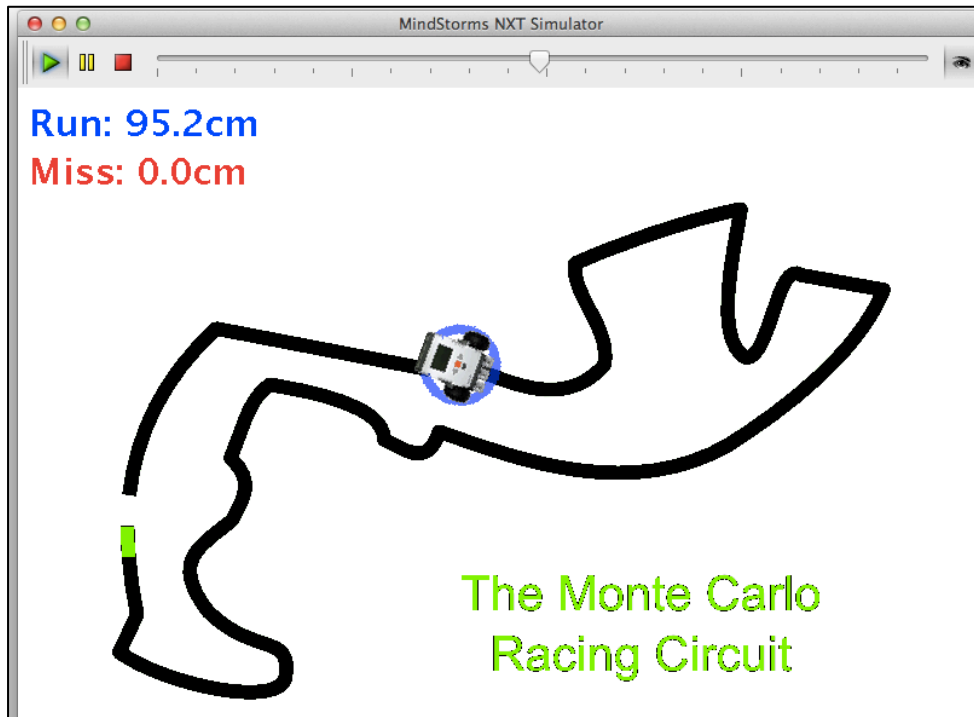 MindStorms NXT Simulator
Run: 95.2cm
Miss: 0.0cm
The Monte Carlo
Racing Circuit